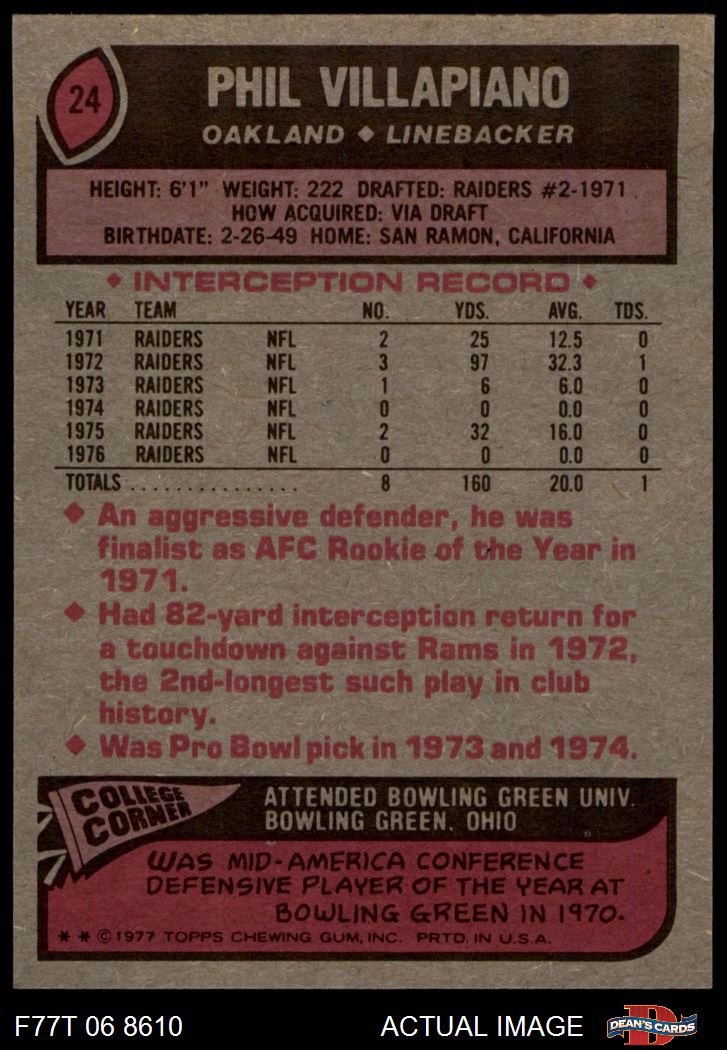 24
PHIL VILLAPIANO
OAKLAND ◆ LINEBACKER
HEIGHT: 6'1" WEIGHT: 222 DRAFTED: RAIDERS #2-1971
HOW ACQUIRED: VIA DRAFT
BIRTHDATE: 2-26-49 HOME: SAN RAMON, CALIFORNIA
◆ INTERCEPTION RECORD ◆
YEAR TEAM NO. YDS. AVG. TDS.
1971 RAIDERS NFL 2 25 12.5 0
1972 RAIDERS NFL 3 97 32.3 1
1973 RAIDERS NFL 1 6 6.0 0
1974 RAIDERS NFL 0 0 0.0 0
1975 RAIDERS NFL 2 32 16.0 0
1976 RAIDERS NFL 0 0 0.0 0
TOTALS ................ 8 160 20.0 1
◆ An aggressive defender, he was
finalist as AFC Rookie of the Year in
1971.
◆ Had 82-yard interception return for
a touchdown against Rams in 1972,
the 2nd-longest such play in club
history.
◆ Was Pro Bowl pick in 1973 and 1974.
COLLEGE
CORNER
ATTENDED BOWLING GREEN UNIV.
BOWLING GREEN, OHIO
WAS MID-AMERICA CONFERENCE
DEFENSIVE PLAYER OF THE YEAR AT
BOWLING GREEN IN 1970.
* * ©1977 TOPPS CHEWING GUM, INC. PRTD. IN U.S.A.
F77T 06 8610 ACTUAL IMAGE
D
DEAN'S CARDS